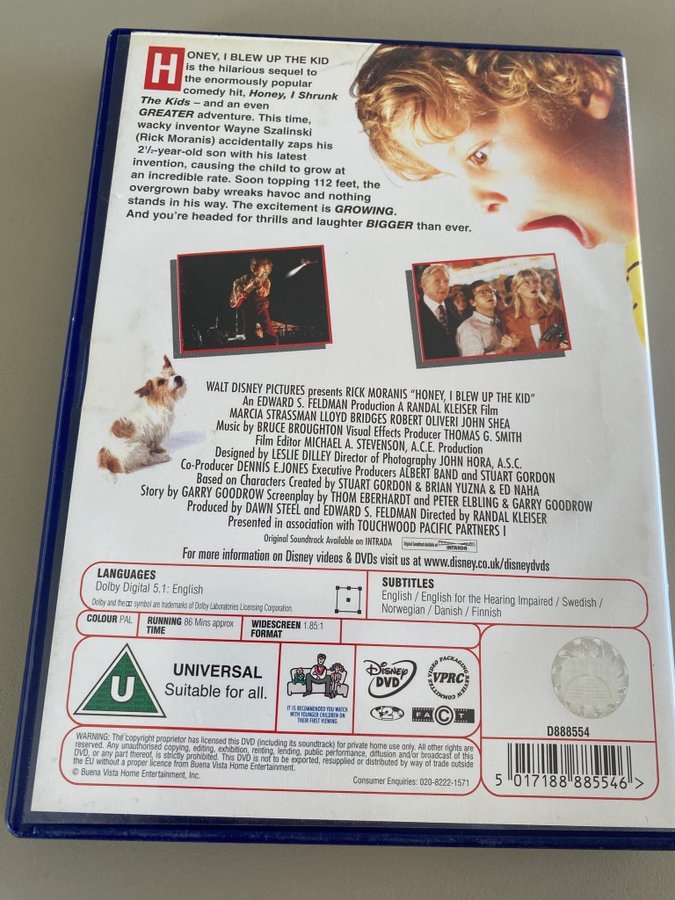 HONEY, I BLEW UP THE KID
is the hilarious sequel to
the enormously popular
comedy hit, Honey, I Shrunk
The Kids – and an even
GREATER adventure. This time,
wacky inventor Wayne Szalinski
(Rick Moranis) accidentally zaps his
2½-year-old son with his latest
invention, causing the child to grow at
an incredible rate. Soon topping 112 feet, the
overgrown baby wreaks havoc and nothing
stands in his way. The excitement is GROWING.
And you're headed for thrills and laughter BIGGER than ever.
WALT DISNEY PICTURES presents RICK MORANIS "HONEY, I BLEW UP THE KID"
An EDWARD S. FELDMAN Production A RANDAL KLEISER Film
MARCIA STRASSMAN LLOYD BRIDGES ROBERT OLIVERI JOHN SHEA
Music by BRUCE BROUGHTON Visual Effects Producer THOMAS G. SMITH
Film Editor MICHAEL A. STEVENSON, A.C.E. Production
Designed by LESLIE DILLEY Director of Photography JOHN HORA, A.S.C.
Co-Producer DENNIS E.JONES Executive Producers ALBERT BAND and STUART GORDON
Based on Characters Created by STUART GORDON & BRIAN YUZNA & ED NAHA
Story by GARRY GOODROW Screenplay by THOM EBERHARDT and PETER ELBLING & GARRY GOODROW
Produced by DAWN STEEL and EDWARD S. FELDMAN Directed by RANDAL KLEISER
Presented in association with TOUCHWOOD PACIFIC PARTNERS I
Original Soundtrack Available on INTRADA
INTRADA
For more information on Disney videos & DVDs visit us at www.disney.co.uk/disneydvds
LANGUAGES
Dolby Digital 5.1: English
Dolby and the symbol are trademarks of Dolby Laboratories Licensing Corporation.
SUBTITLES
English / English for the Hearing Impaired / Swedish /
Norwegian / Danish / Finnish
COLOUR PAL
RUNNING TIME 86 Mins approx
WIDESCREEN FORMAT 1.85:1
U
UNIVERSAL
Suitable for all.
IT IS RECOMMENDED YOU WATCH
WITH YOUNGER CHILDREN ON
THEIR FIRST VIEWING
Disney
DVD
VIDEO PACKAGING REVIEW COMMITTEE
VPRC
2
FACT
D888554
5 017188 885546 >
WARNING: The copyright proprietor has licensed this DVD (including its soundtrack) for private home use only. All other rights are
reserved. Any unauthorised copying, editing, exhibition, renting, lending, public performance, diffusion and/or broadcast of this
DVD, or any part thereof, is strictly prohibited. This DVD is not to be exported, resupplied or distributed by way of trade outside
the EU without a proper licence from Buena Vista Home Entertainment.
© Buena Vista Home Entertainment, Inc.
Consumer Enquiries: 020-8222-1571